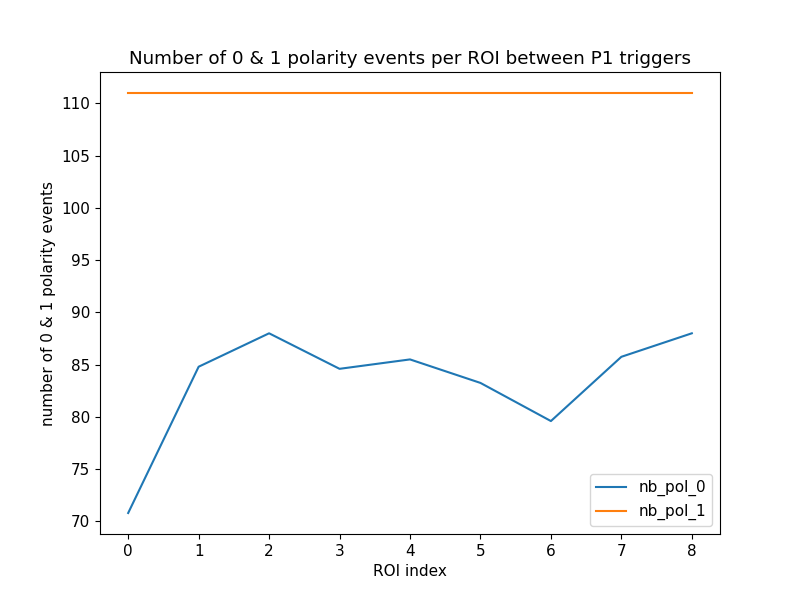 Number of 0 & 1 polarity events per ROI between P1 triggers
number of 0 & 1 polarity events
110
105
100
95
90
85
80
75
70
nb_pol_0
nb_pol_1
0 1 2 3 4 5 6 7 8
ROI index